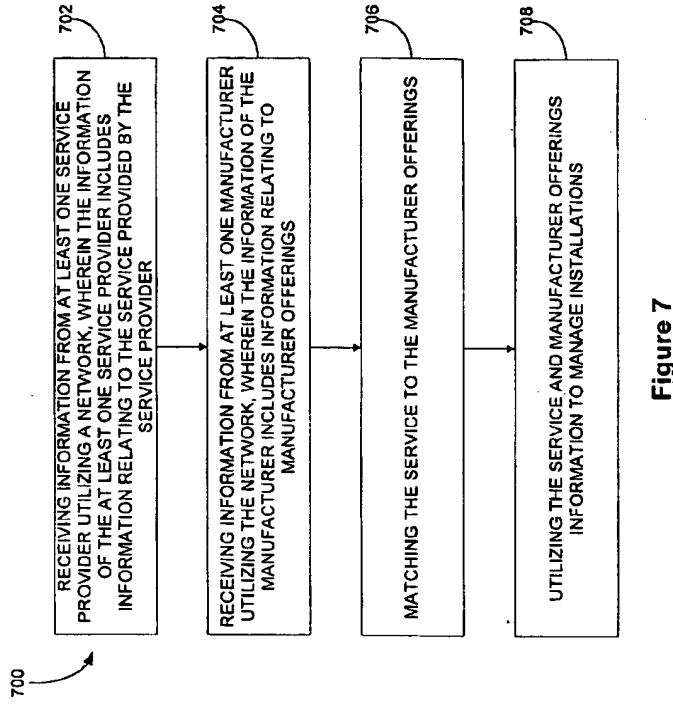 700
702
RECEIVING INFORMATION FROM AT LEAST ONE SERVICE
PROVIDER UTILIZING A NETWORK, WHEREIN THE INFORMATION
OF THE AT LEAST ONE SERVICE PROVIDER INCLUDES
INFORMATION RELATING TO THE SERVICE PROVIDED BY THE
SERVICE PROVIDER
704
RECEIVING INFORMATION FROM AT LEAST ONE MANUFACTURER
UTILIZING THE NETWORK, WHEREIN THE INFORMATION OF THE
MANUFACTURER INCLUDES INFORMATION RELATING TO
MANUFACTURER OFFERINGS
706
MATCHING THE SERVICE TO THE MANUFACTURER OFFERINGS
708
UTILIZING THE SERVICE AND MANUFACTURER OFFERINGS
INFORMATION TO MANAGE INSTALLATIONS
Figure 7